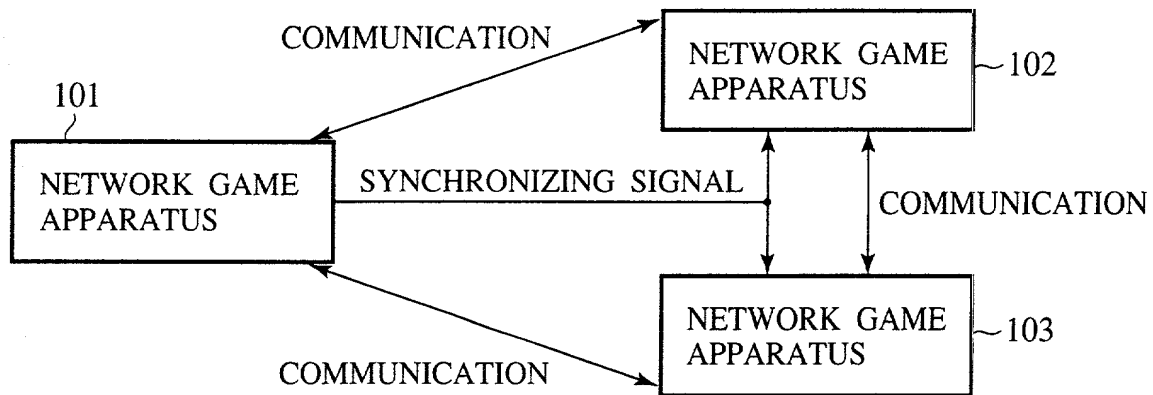 COMMUNICATION
NETWORK GAME
APPARATUS
102
101
NETWORK GAME
APPARATUS
SYNCHRONIZING SIGNAL
COMMUNICATION
NETWORK GAME
APPARATUS
103
COMMUNICATION